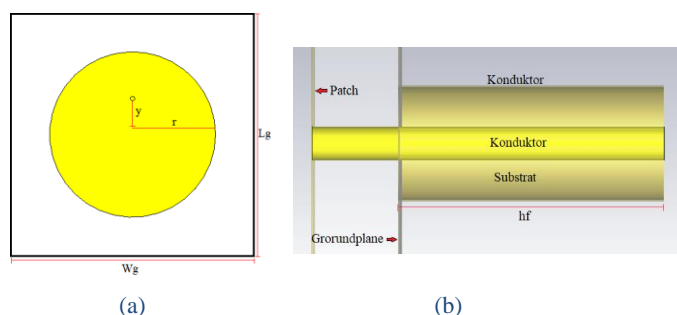 y
r
Lg
Wg
(a)
Konduktor
Patch
Konduktor
Substrat
hf
Grorundplane
(b)